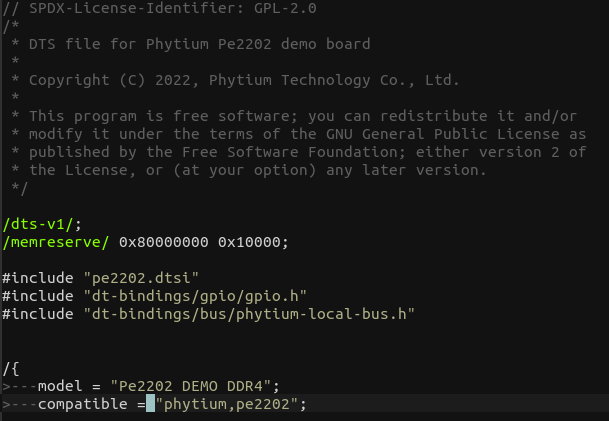 // SPDX-License-Identifier: GPL-2.0
/*
 * DTS file for Phytium Pe2202 demo board
 *
 * Copyright (C) 2022, Phytium Technology Co., Ltd.
 *
 * This program is free software; you can redistribute it and/or
 * modify it under the terms of the GNU General Public License as
 * published by the Free Software Foundation; either version 2 of
 * the License, or (at your option) any later version.
 */

/dts-v1/;
/memreserve/ 0x80000000 0x10000;

#include "pe2202.dtsi"
#include "dt-bindings/gpio/gpio.h"
#include "dt-bindings/bus/phytium-local-bus.h"


/{
>---model = "Pe2202 DEMO DDR4";
>---compatible = "phytium,pe2202";